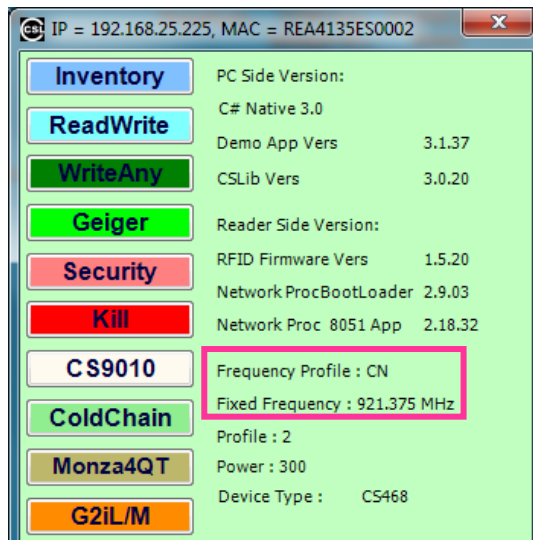 CSL IP = 192.168.25.225, MAC = REA4135ES0002
Inventory
ReadWrite
WriteAny
Geiger
Security
Kill
CS9010
ColdChain
Monza4QT
G2iL/M
PC Side Version:
C# Native 3.0
Demo App Vers 3.1.37
CSLib Vers 3.0.20
Reader Side Version:
RFID Firmware Vers 1.5.20
Network ProcBootLoader 2.9.03
Network Proc 8051 App 2.18.32
Frequency Profile : CN
Fixed Frequency : 921.375 MHz
Profile : 2
Power : 300
Device Type : CS468